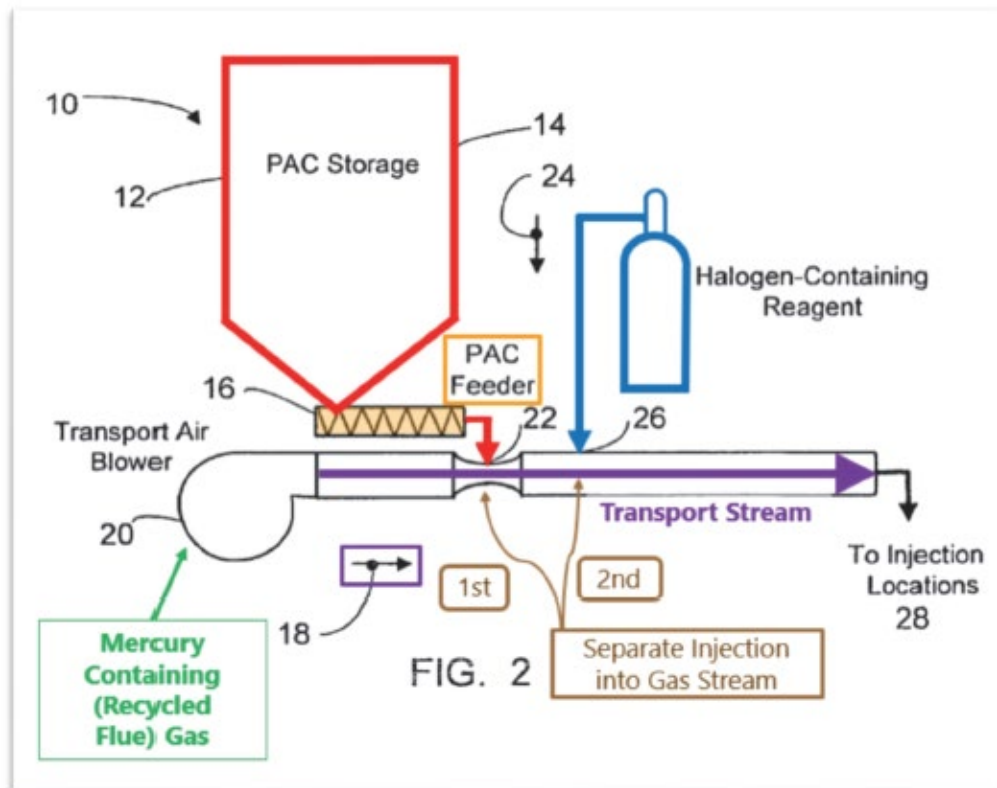 10
12
PAC Storage
14
24
Halogen-Containing
Reagent
PAC
Feeder
16
22
26
Transport Air
Blower
20
Transport Stream
18
1st
2nd
To Injection
Locations
28
Mercury
Containing
(Recycled
Flue) Gas
FIG. 2
Separate Injection
into Gas Stream